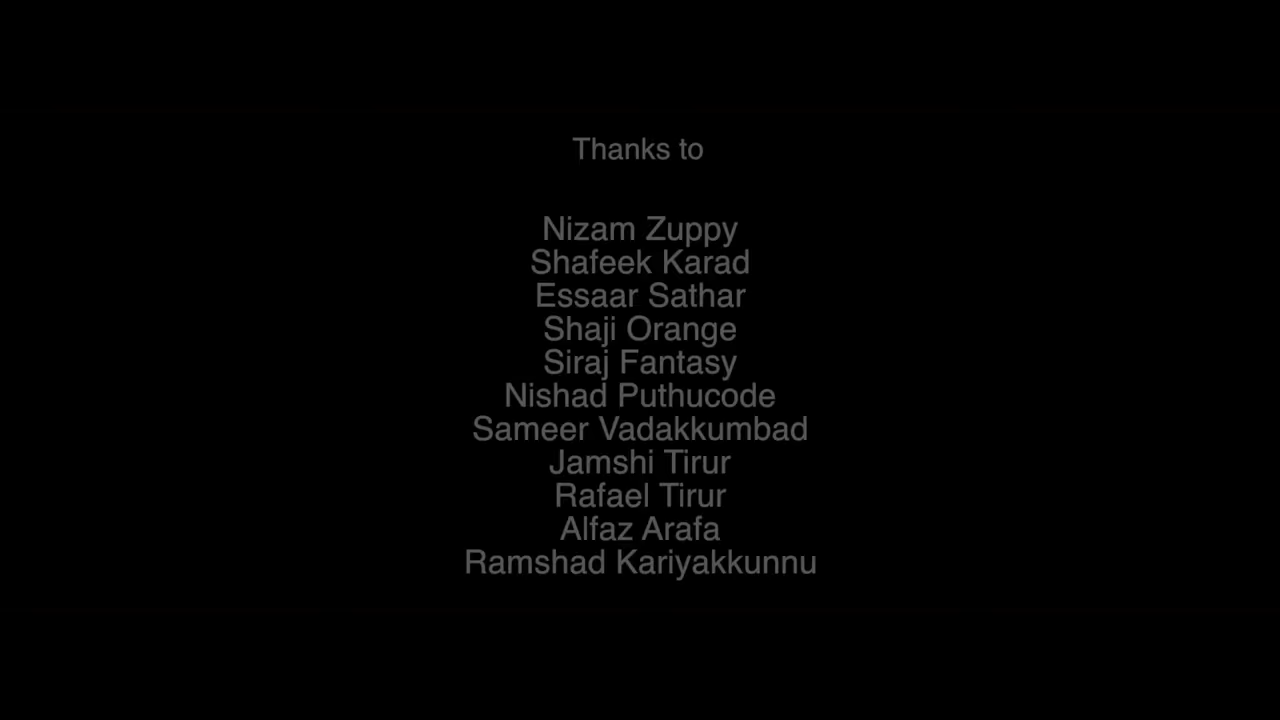 Thanks to
Nizam Zuppy
Shafeek Karad
Essaar Sathar
Shaji Orange
Siraj Fantasy
Nishad Puthucode
Sameer Vadakkumbad
Jamshi Tirur
Rafael Tirur
Alfaz Arafa
Ramshad Kariyakkunnu